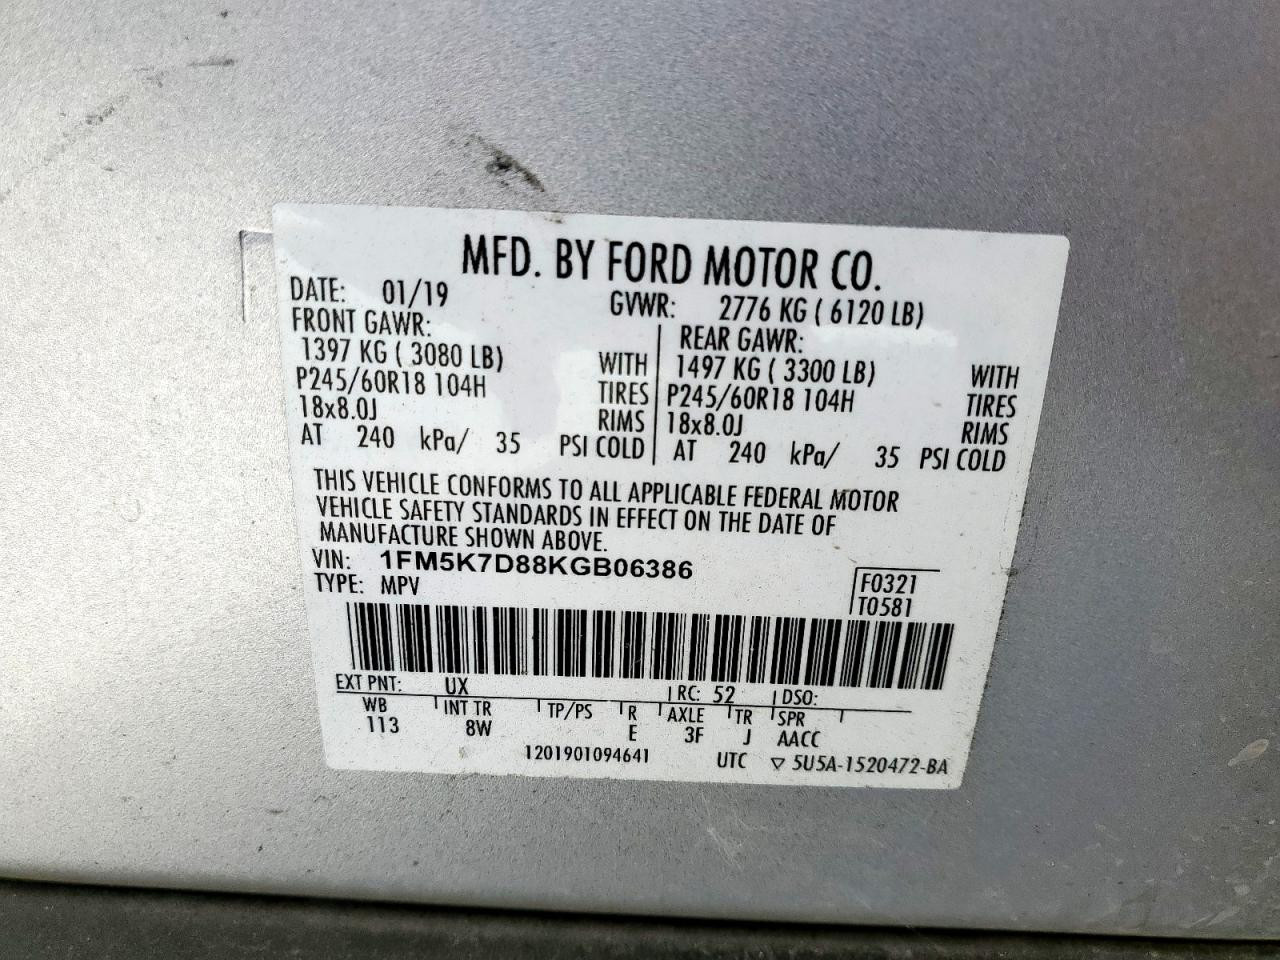 MFD. BY FORD MOTOR CO.
DATE: 01/19 GVWR: 2776 KG ( 6120 LB)
FRONT GAWR: REAR GAWR:
1397 KG ( 3080 LB) WITH 1497 KG ( 3300 LB) WITH
P245/60R18 104H TIRES P245/60R18 104H TIRES
18x8.0J RIMS 18x8.0J RIMS
AT 240 kPa/ 35 PSI COLD AT 240 kPa/ 35 PSI COLD
THIS VEHICLE CONFORMS TO ALL APPLICABLE FEDERAL MOTOR
VEHICLE SAFETY STANDARDS IN EFFECT ON THE DATE OF
MANUFACTURE SHOWN ABOVE.
VIN: 1FM5K7D88KGB06386
TYPE: MPV
F0321
T0581
EXT PNT: UX RC: 52 DSO:
WB INT TR TP/PS R AXLE TR SPR
113 8W E 3F J AACC
1201901094641 UTC ▽ 5U5A-1520472-BA